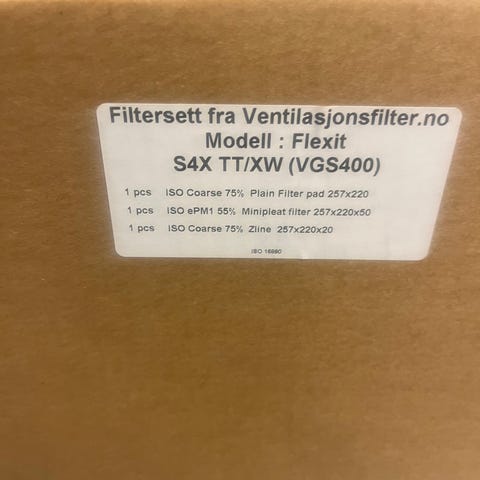 Filtersett fra Ventilasjonsfilter.no
Modell : Flexit
S4X TT/XW (VGS400)
1 pcs ISO Coarse 75% Plain Filter pad 257x220
1 pcs ISO ePM1 55% Minipleat filter 257x220x50
1 pcs ISO Coarse 75% Zline 257x220x20
ISO 16890